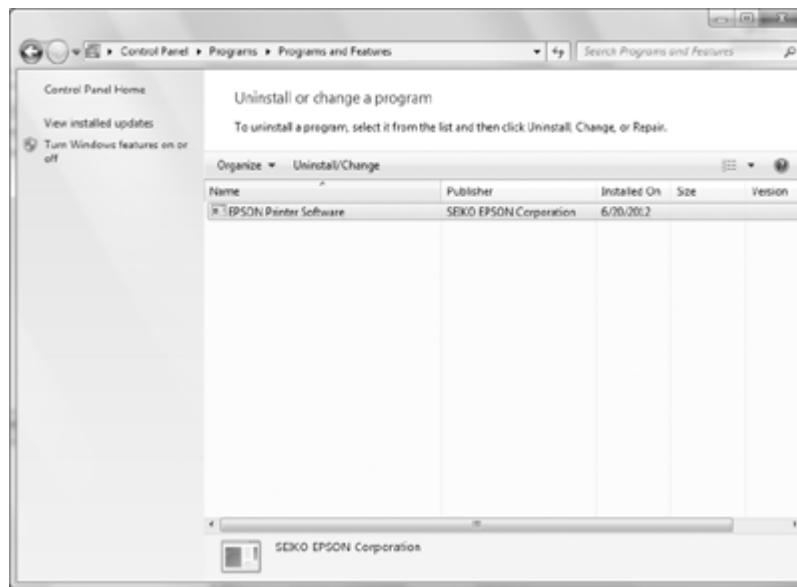 Control Panel ▸ Programs ▸ Programs and Features
Search Programs and Features
Control Panel Home
View installed updates
Turn Windows features on or
off
Uninstall or change a program
To uninstall a program, select it from the list and then click Uninstall, Change, or Repair.
Organize Uninstall/Change
Name Publisher Installed On Size Version
EPSON Printer Software SEIKO EPSON Corporation 6/20/2012
SEIKO EPSON Corporation